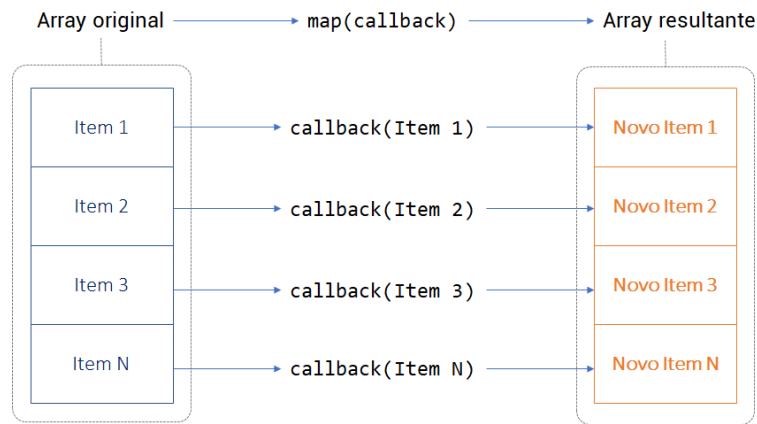 Array original map(callback) Array resultante
Item 1 callback(Item 1) Novo Item 1
Item 2 callback(Item 2) Novo Item 2
Item 3 callback(Item 3) Novo Item 3
Item N callback(Item N) Novo Item N